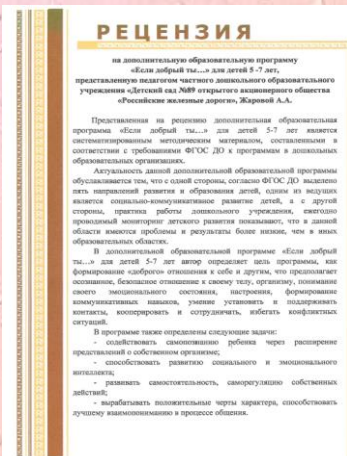 РЕЦЕНЗИЯ
на дополнительную образовательную программу
«Если добрый ты...» для детей 5 -7 лет,
представленную педагогом частного дошкольного образовательного
учреждения «Детский сад №89 открытого акционерного общества
«Российские железные дороги», Жаровой А.А.
Представленная на рецензию дополнительная образовательная
программа «Если добрый ты...» для детей 5-7 лет является
систематизированным методическим материалом, составленными в
соответствии с требованиями ФГОС ДО к программам в дошкольных
образовательных организациях.
Актуальность данной дополнительной образовательной программы
обуславливается тем, что с одной стороны, согласно ФГОС ДО выделено
пять направлений развития и образования детей, одним из ведущих
является социально-коммуникативное развитие детей, а с другой
стороны, практика работы дошкольного учреждения, ежегодно
проводимый мониторинг детского развития показывают, что в данной
области имеются проблемы и результаты более низкие, чем в иных
образовательных областях.
В дополнительной образовательной программе «Если добрый
ты...» для детей 5-7 лет автор определяет цель программы, как
формирование «доброго» отношения к себе и другим, что предполагает
осознанное, безопасное отношение к своему телу, организму, понимание
своего эмоционального состояния, настроения, формирование
коммуникативных навыков, умение установить и поддерживать
контакты, кооперировать и сотрудничать, избегать конфликтных
ситуаций.
В программе также определены следующие задачи:
- содействовать самопознанию ребенка через расширение
представлений о собственном организме;
- способствовать развитию социального и эмоционального
интеллекта;
- развивать самостоятельность, саморегуляцию собственных
действий;
- вырабатывать положительные черты характера, способствовать
лучшему взаимопониманию в процессе общения.